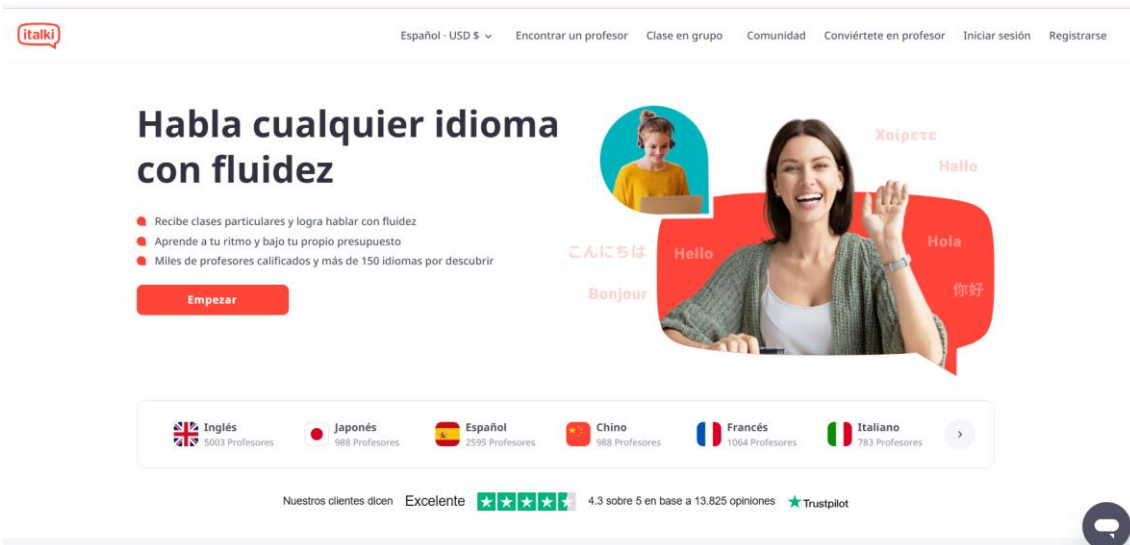 italki
Español · USD $
Encontrar un profesor
Clase en grupo
Comunidad
Conviértete en profesor
Iniciar sesión
Registrarse
Habla cualquier idioma
con fluidez
Recibe clases particulares y logra hablar con fluidez
Aprende a tu ritmo y bajo tu propio presupuesto
Miles de profesores calificados y más de 150 idiomas por descubrir
Empezar
Χαίρετε
Hallo
こんにちは
Hello
Hola
Bonjour
你好
Inglés
5003 Profesores
Japonés
988 Profesores
Español
2595 Profesores
Chino
988 Profesores
Francés
1064 Profesores
Italiano
783 Profesores
Nuestros clientes dicen Excelente 4.3 sobre 5 en base a 13.825 opiniones Trustpilot